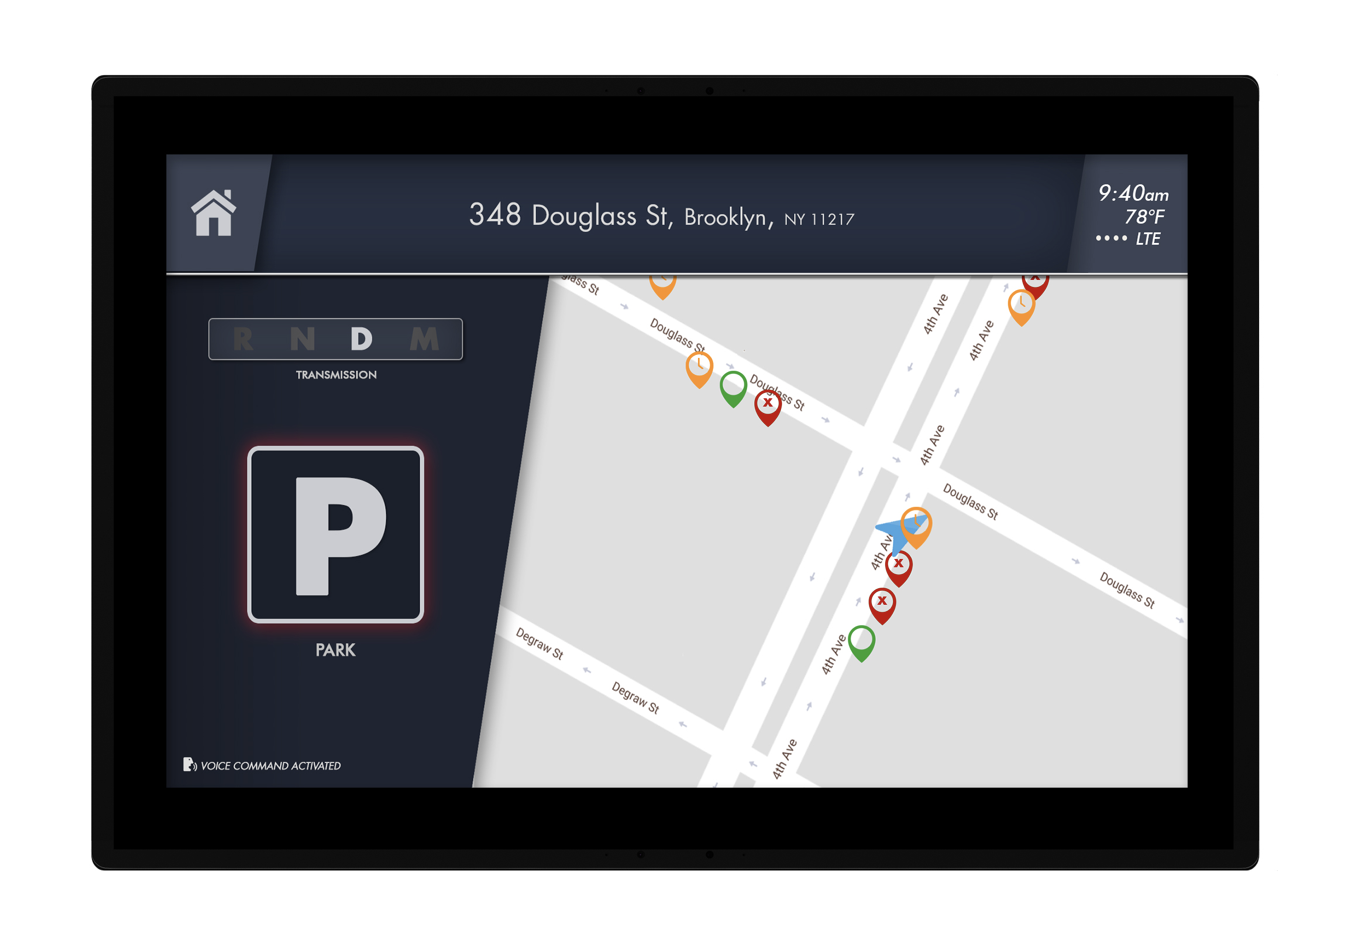 348 Douglass St, Brooklyn, NY 11217
9:40am
78°F
LTE
R N D M
TRANSMISSION
P
PARK
VOICE COMMAND ACTIVATED
glass St
Douglass St
Douglass St
4th Ave
4th Ave
4th Ave
x
x
Douglass St
Douglass St
4th Ave
x
x
4th Ave
Degraw St
Degraw St
4th Ave